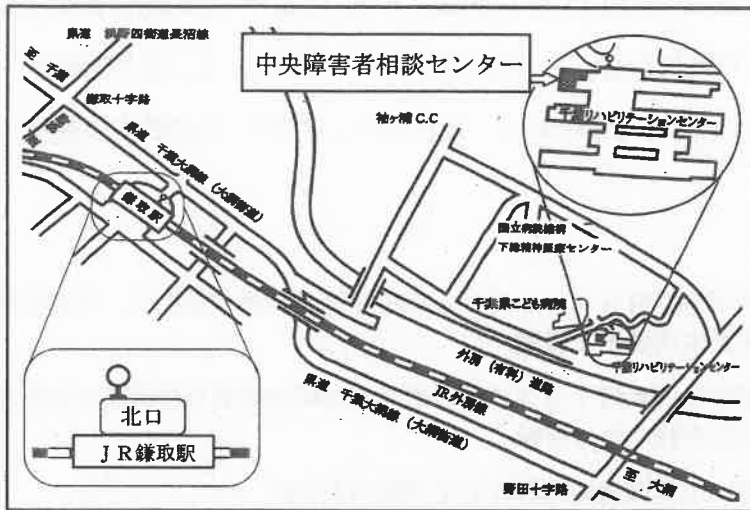 県道 浜野四街道長沼線
至 千葉
鎌取十字路
県道 千葉大網線（大網街道）
中央障害者相談センター
袖ヶ浦C.C
千葉リハビリテーションセンター
鎌取駅
国立病院機構
下総精神医療センター
千葉県こども病院
千葉リハビリテーションセンター
外房（有料）道路
JR外房線
県道 千葉大網線（大網街道）
北口
JR鎌取駅
野田十字路
至 大網